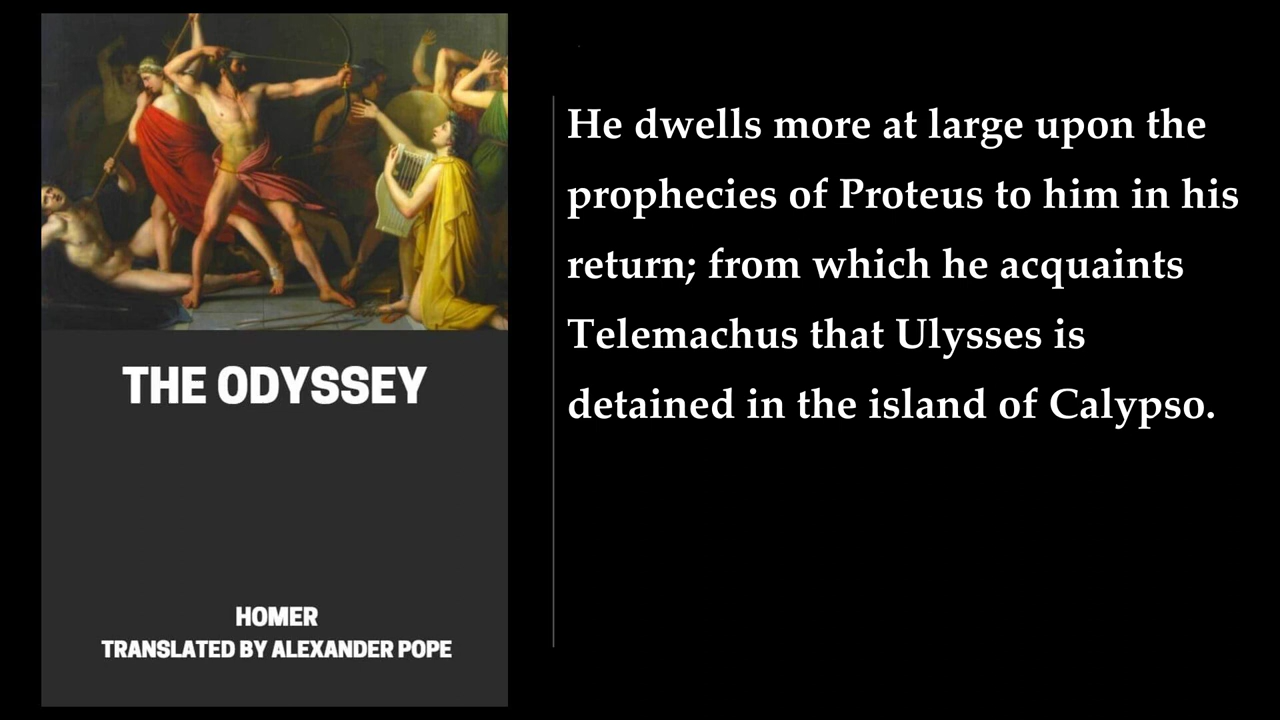 THE ODYSSEY
HOMER
TRANSLATED BY ALEXANDER POPE
He dwells more at large upon the
prophecies of Proteus to him in his
return; from which he acquaints
Telemachus that Ulysses is
detained in the island of Calypso.